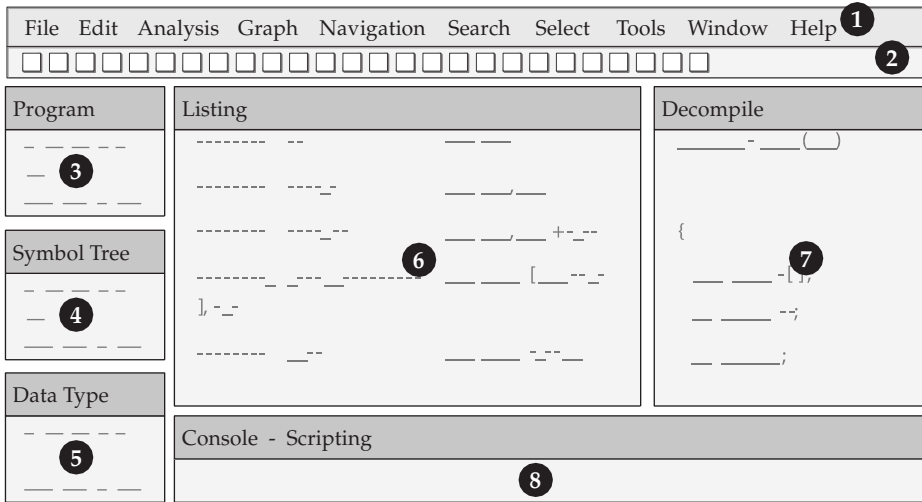 File Edit Analysis Graph Navigation Search Select Tools Window Help 1
2
Program
3
Symbol Tree
4
Data Type
5
Listing
6
Decompile
7
Console - Scripting
8